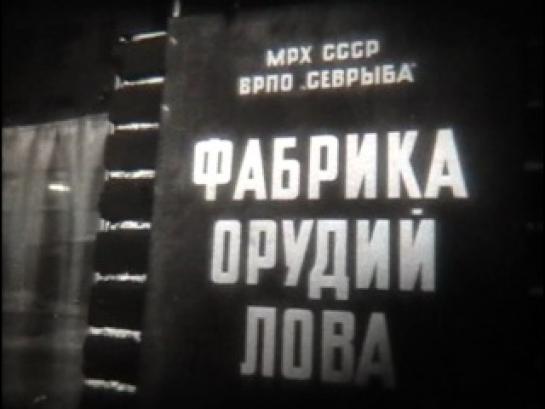 МРХ СССР
ВРПО „СЕВРЫБА"
ФАБРИКА
ОРУДИЙ
ЛОВА